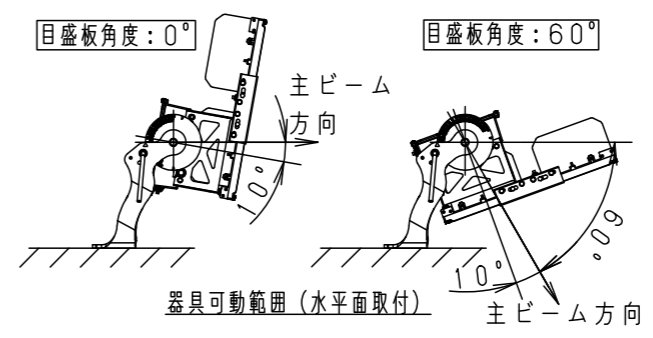 目盛板角度：0°
目盛板角度：60°
主ビーム
方向
10°
60°
10°
主ビーム方向
器具可動範囲（水平面取付）